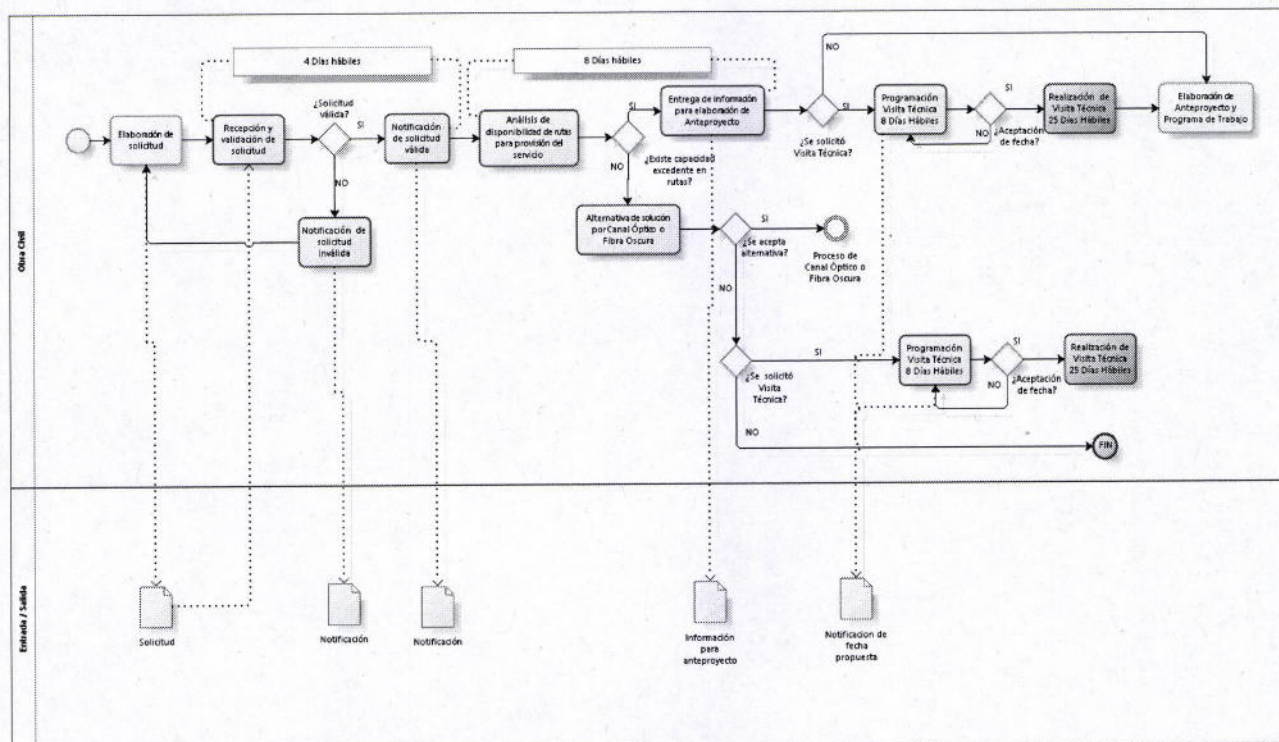 Obra Civil
4 Días hábiles
8 Días hábiles
Elaboración de
solicitud
Recepción y
validación de
solicitud
¿Solicitud
válida?
SI
NO
Notificación
de solicitud
válida
Notificación de
solicitud
inválida
Análisis de
disponibilidad de rutas
para provisión del
servicio
SI
NO
¿Existe capacidad
excedente en
rutas?
Entrega de información
para elaboración de
Anteproyecto
NO
SI
¿Se solicitó
Visita Técnica?
Programación
Visita Técnica
8 Días Hábiles
SI
NO
¿Aceptación
de fecha?
Realización de
Visita Técnica
25 Días Hábiles
Elaboración de
Anteproyecto y
Programa de Trabajo
Alternativa de solución
por Canal Óptico o
Fibra Oscura
SI
¿Se acepta
alternativa?
NO
Proceso de
Canal Óptico o
Fibra Oscura
SI
¿Se solicitó
Visita
Técnica?
NO
Programación
Visita Técnica
8 Días Hábiles
SI
NO
¿Aceptación
de fecha?
Realización de
Visita Técnica
25 Días Hábiles
FIN
Entrada / Salida
Solicitud
Notificación
Notificación
Información
para
anteproyecto
Notificacion de
fecha
propuesta